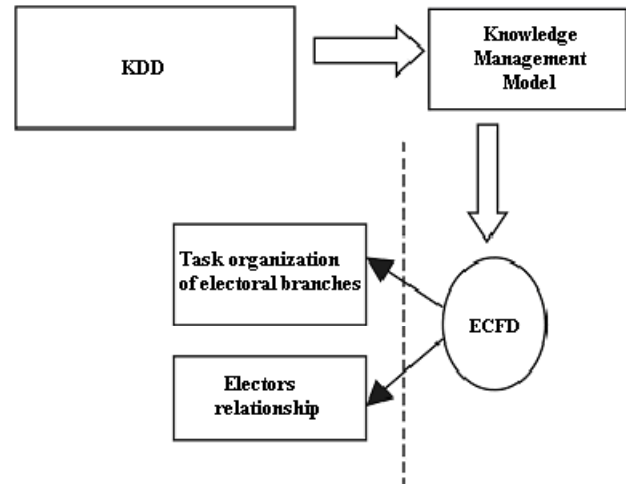 KDD
Knowledge
Management
Model
Task organization
of electoral branches
ECFD
Electors
relationship